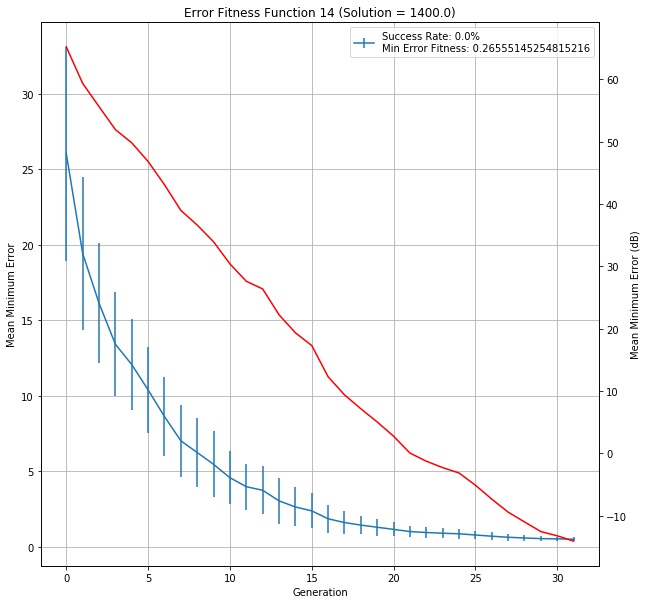 Error Fitness Function 14 (Solution = 1400.0)
Success Rate: 0.0%
Min Error Fitness: 0.26555145254815216
Mean Minimum Error
30
25
20
15
10
5
0
60
50
40
30
20
10
0
−10
Mean Minimum Error (dB)
0 5 10 15 20 25 30
Generation